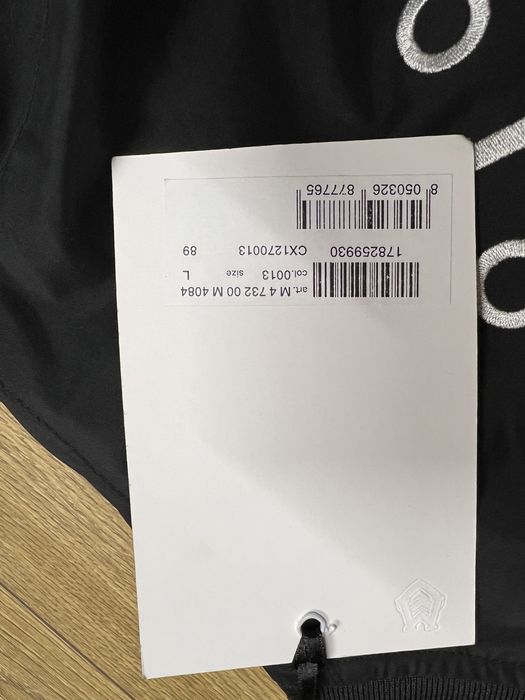 art. M 4 732 00 M 4084
col.0013 size L
178259930 CX1270013 89
8 050326 877765